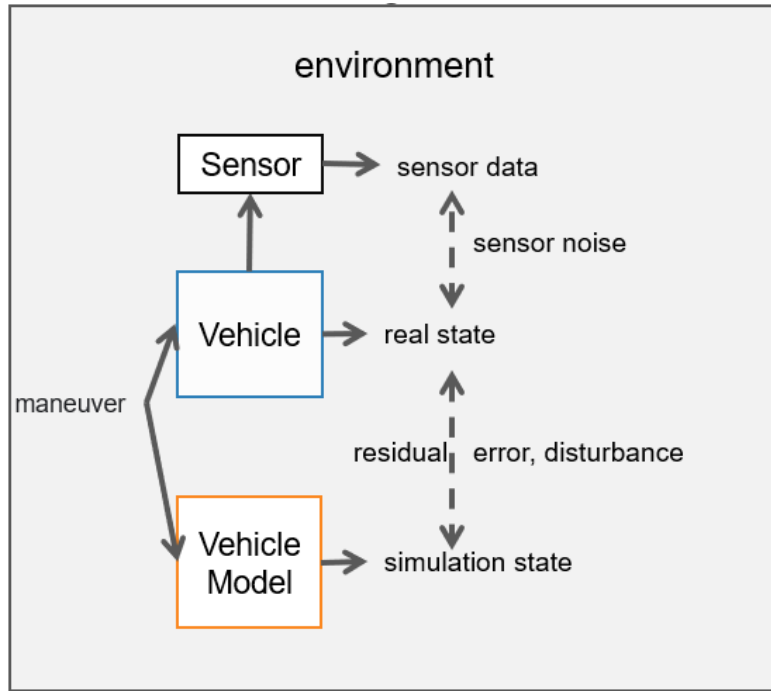 environment
Sensor
sensor data
sensor noise
Vehicle
real state
maneuver
residual
error, disturbance
Vehicle
Model
simulation state